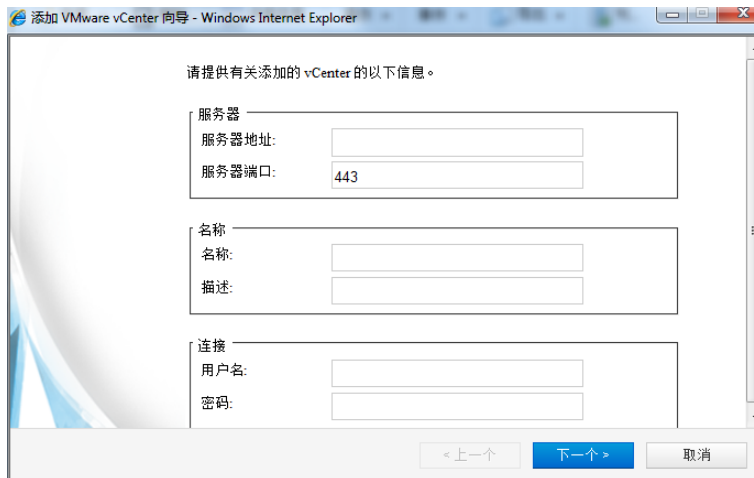 添加 VMware vCenter 向导 - Windows Internet Explorer
请提供有关添加的 vCenter 的以下信息。
服务器
服务器地址:
服务器端口: 443
名称
名称:
描述:
连接
用户名:
密码:
<上一个 下一个> 取消